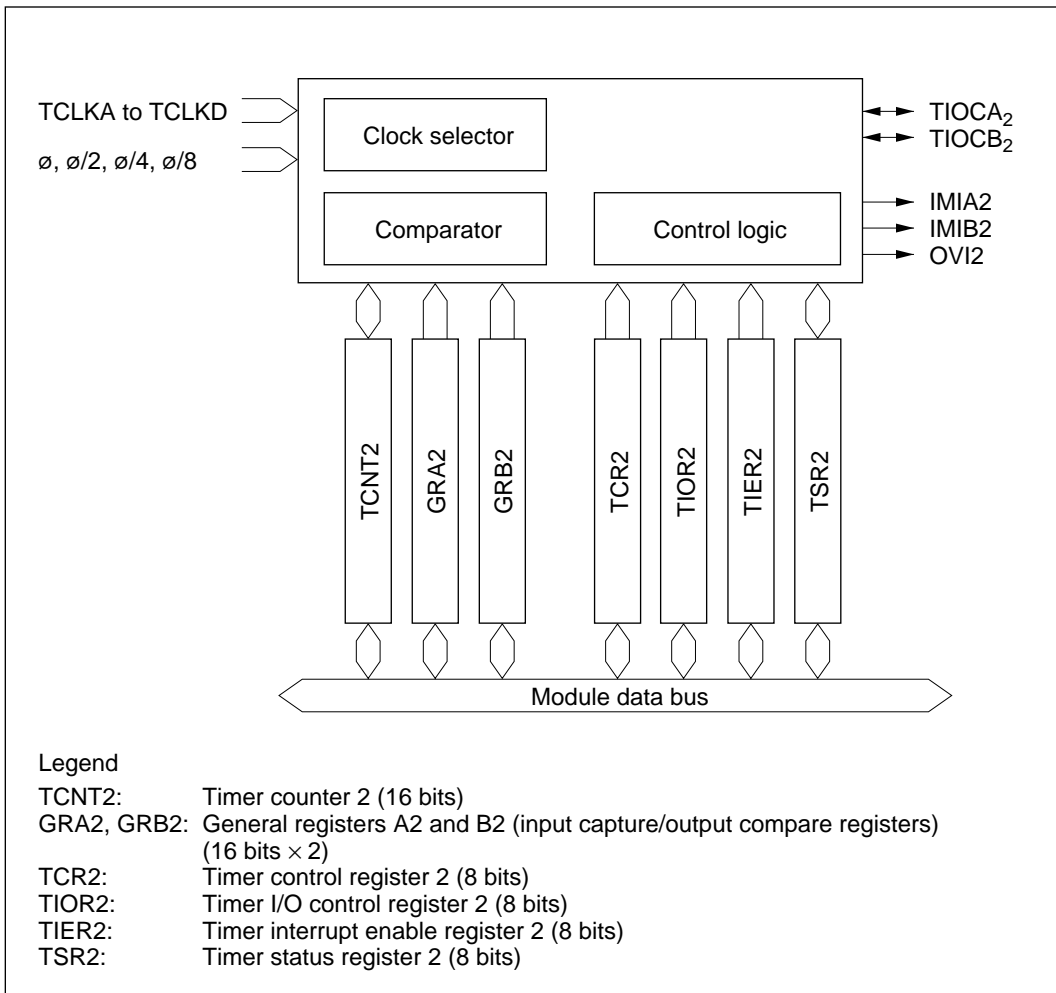 TCLKA to TCLKD
ø, ø/2, ø/4, ø/8
Clock selector
Comparator
Control logic
TIOCA2
TIOCB2
IMIA2
IMIB2
OVI2
TCNT2
GRA2
GRB2
TCR2
TIOR2
TIER2
TSR2
Module data bus
Legend
TCNT2: Timer counter 2 (16 bits)
GRA2, GRB2: General registers A2 and B2 (input capture/output compare registers)
(16 bits × 2)
TCR2: Timer control register 2 (8 bits)
TIOR2: Timer I/O control register 2 (8 bits)
TIER2: Timer interrupt enable register 2 (8 bits)
TSR2: Timer status register 2 (8 bits)